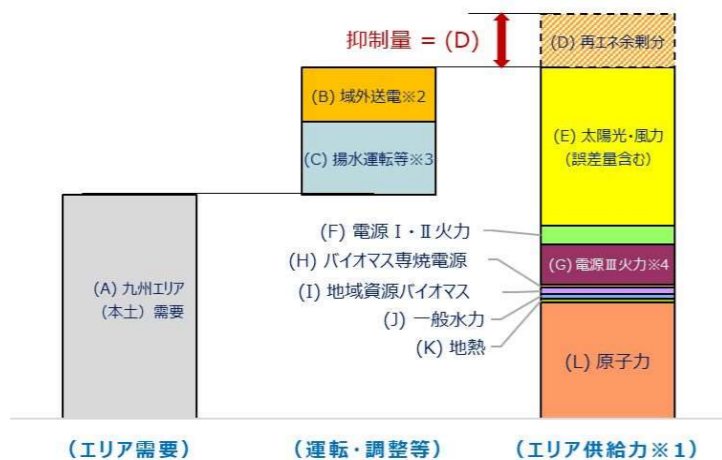 抑制量 = (D)
(D) 再エネ余剰分
(B) 域外送電※2
(C) 揚水運転等※3
(E) 太陽光・風力
(誤差量含む)
(F) 電源Ⅰ・Ⅱ火力
(G) 電源Ⅲ火力※4
(H) バイオマス専焼電源
(I) 地域資源バイオマス
(J) 一般水力
(K) 地熱
(A) 九州エリア
(本土) 需要
(L) 原子力
(エリア需要)
(運転・調整等)
(エリア供給力※1)